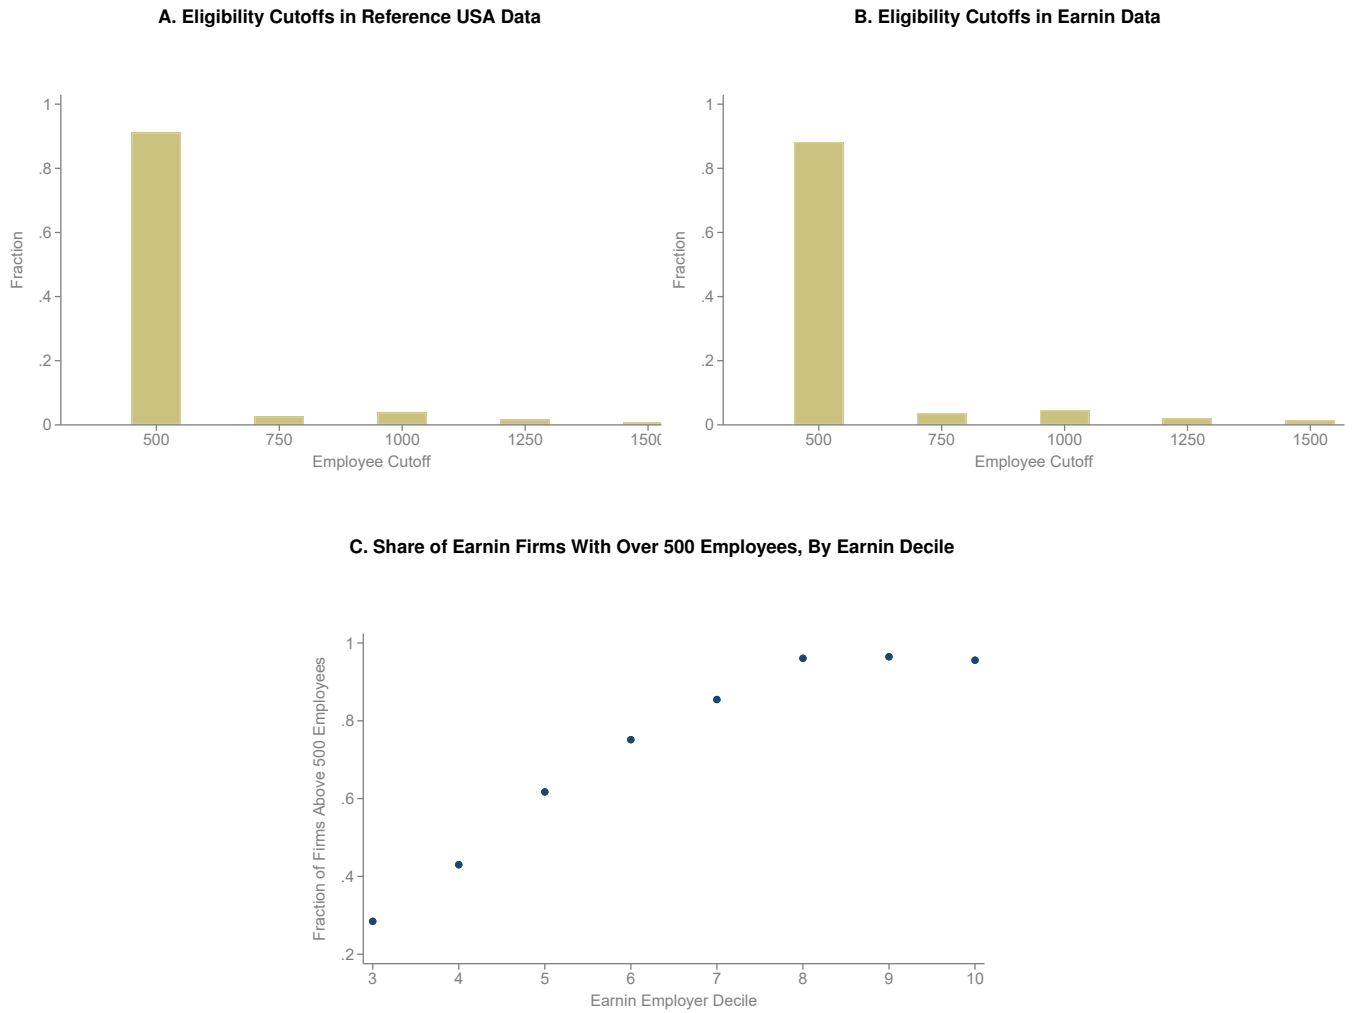 A. Eligibility Cutoffs in Reference USA Data
1
.8
.6
.4
.2
0
Fraction
500 750 1000 1250 1500
Employee Cutoff
B. Eligibility Cutoffs in Earnin Data
1
.8
.6
.4
.2
0
Fraction
500 750 1000 1250 1500
Employee Cutoff
C. Share of Earnin Firms With Over 500 Employees, By Earnin Decile
1
.8
.6
.4
.2
Fraction of Firms Above 500 Employees
3 4 5 6 7 8 9 10
Earnin Employer Decile